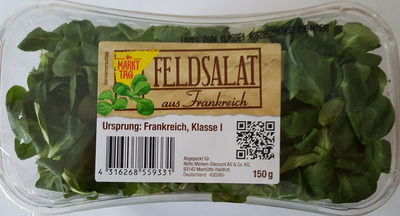 MARKT
TAG
FELDSALAT
aus Frankreich
Ursprung: Frankreich, Klasse I
Abgepackt für
Netto Marken-Discount AG & Co. KG,
93142 Maxhütte-Haidhof,
Deutschland
150 g
4 316268 559331